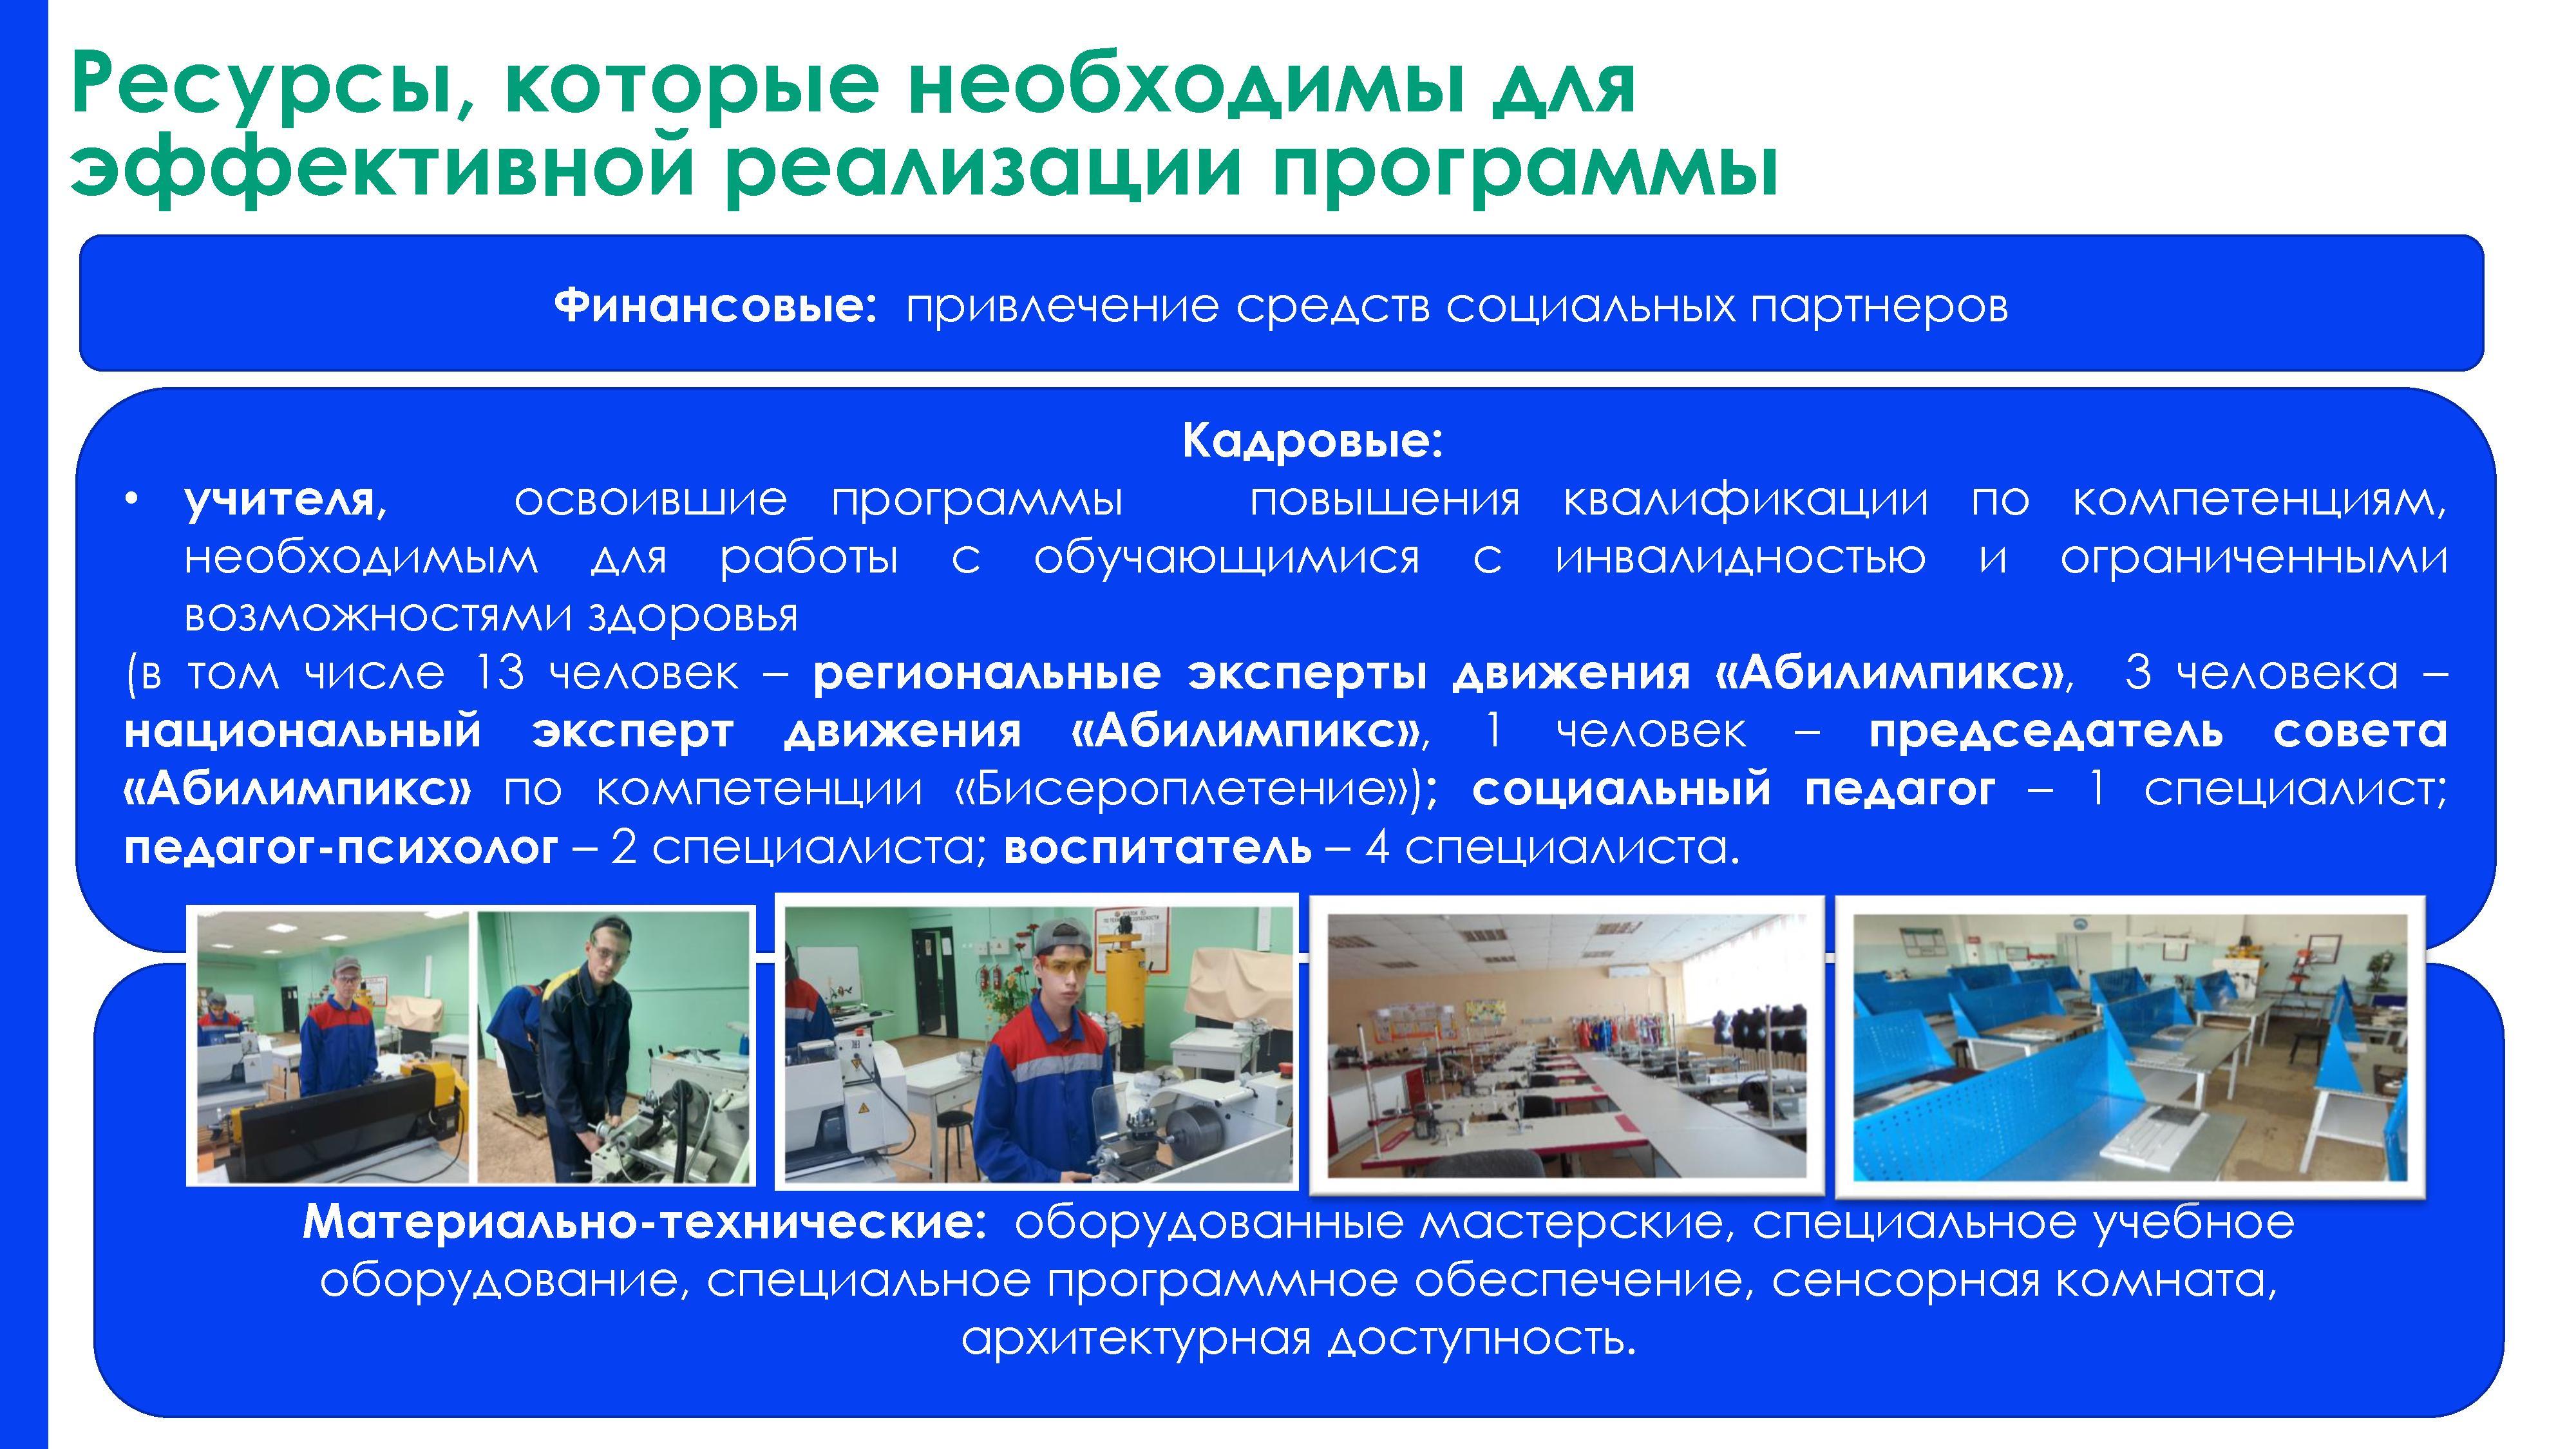 Ресурсы, которые необходимы для
эффективной реализации программы
Финансовые: привлечение средств социальных партнеров
Кадровые:
• учителя, освоившие программы повышения квалификации по компетенциям,
необходимым для работы с обучающимися с инвалидностью и ограниченными
возможностями здоровья
(в том числе 13 человек – региональные эксперты движения «Абилимпикс», 3 человека –
национальный эксперт движения «Абилимпикс», 1 человек – председатель совета
«Абилимпикс» по компетенции «Бисероплетение»); социальный педагог – 1 специалист;
педагог-психолог – 2 специалиста; воспитатель – 4 специалиста.
Материально-технические: оборудованные мастерские, специальное учебное
оборудование, специальное программное обеспечение, сенсорная комната,
архитектурная доступность.